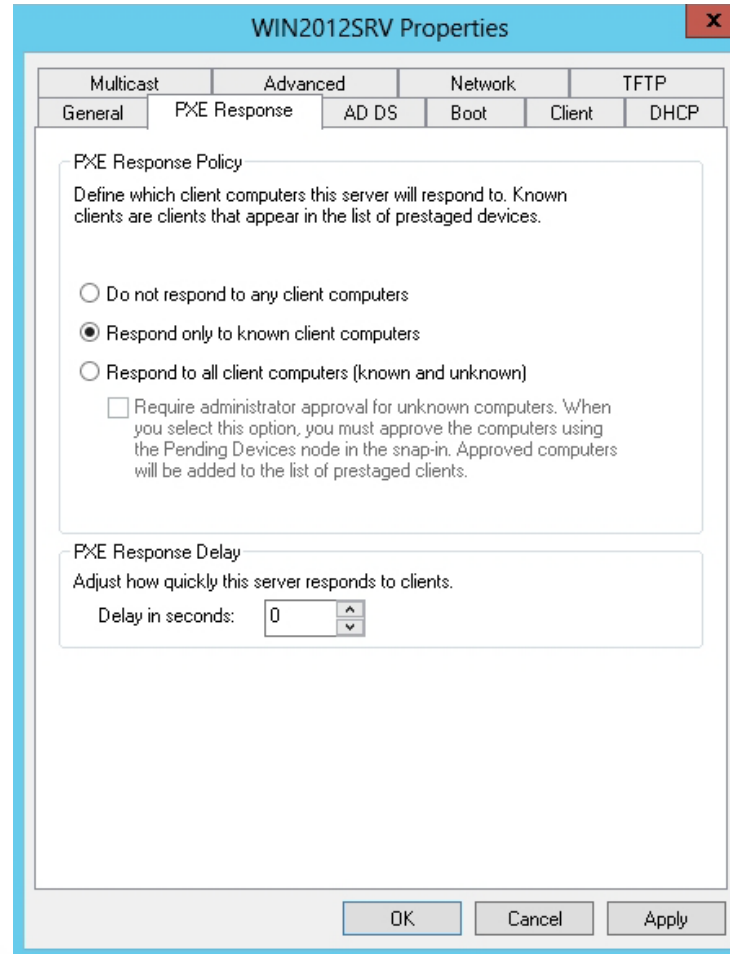 WIN2012SRV Properties
x
Multicast Advanced Network TFTP
General PXE Response AD DS Boot Client DHCP
PXE Response Policy
Define which client computers this server will respond to. Known
clients are clients that appear in the list of prestaged devices.
Do not respond to any client computers
Respond only to known client computers
Respond to all client computers (known and unknown)
Require administrator approval for unknown computers. When
you select this option, you must approve the computers using
the Pending Devices node in the snap-in. Approved computers
will be added to the list of prestaged clients.
PXE Response Delay
Adjust how quickly this server responds to clients.
Delay in seconds: 0
OK Cancel Apply